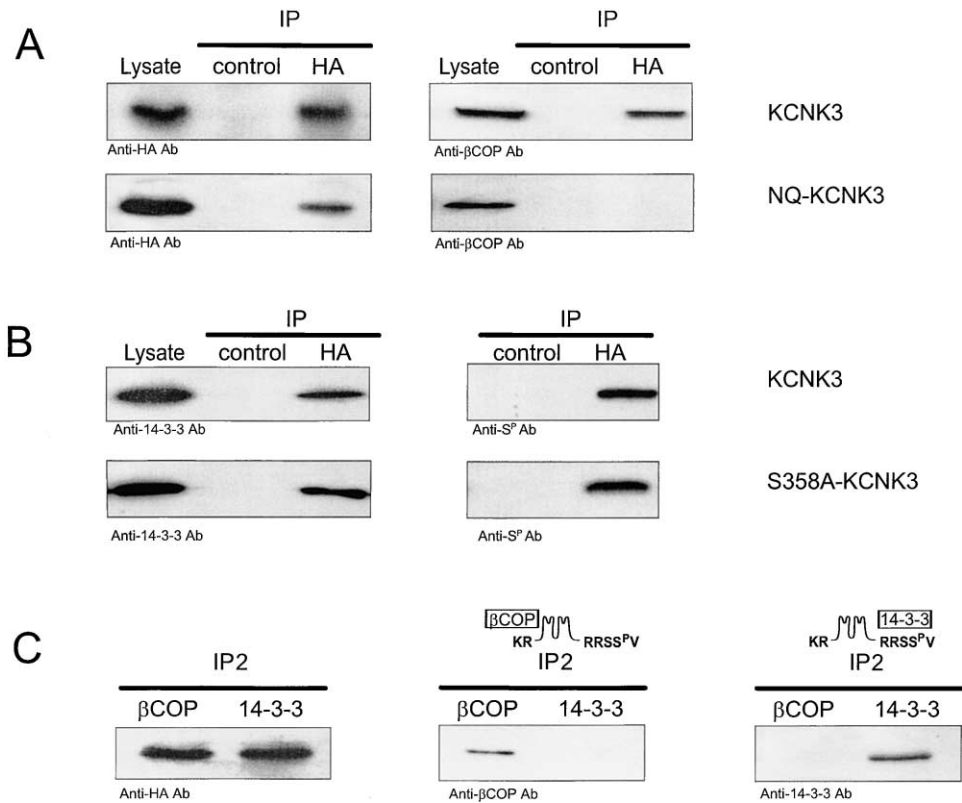 A
IP
IP
Lysate control HA
Lysate control HA
KCNK3
Anti-HA Ab
Anti-βCOP Ab
NQ-KCNK3
Anti-HA Ab
Anti-βCOP Ab
B
IP
IP
Lysate control HA
control HA
KCNK3
Anti-14-3-3 Ab
Anti-Sᴾ Ab
S358A-KCNK3
Anti-14-3-3 Ab
Anti-Sᴾ Ab
C
βCOP
KR RRSSᴾV
14-3-3
KR RRSSᴾV
IP2
IP2
IP2
βCOP 14-3-3
βCOP 14-3-3
βCOP 14-3-3
Anti-HA Ab
Anti-βCOP Ab
Anti-14-3-3 Ab